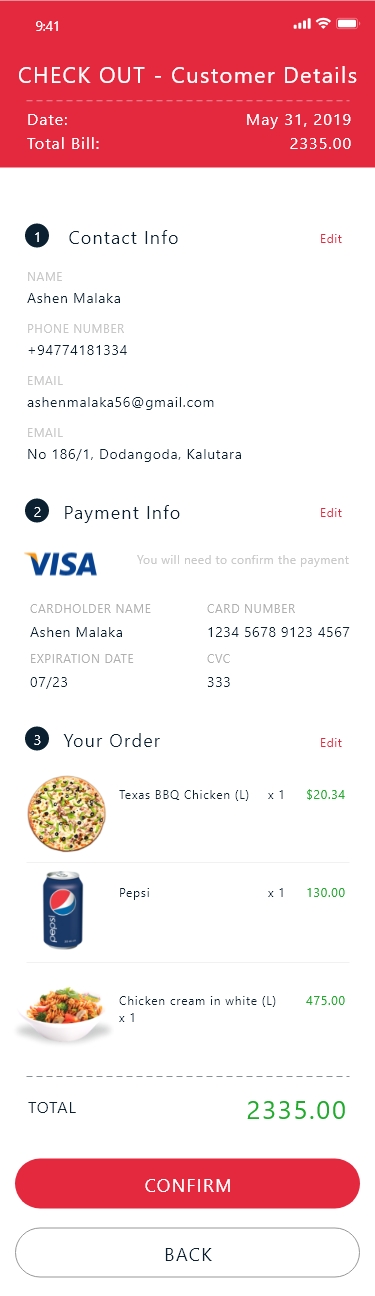 9:41
CHECK OUT - Customer Details
Date: May 31, 2019
Total Bill: 2335.00
1 Contact Info Edit
NAME
Ashen Malaka
PHONE NUMBER
+94774181334
EMAIL
ashenmalaka56@gmail.com
EMAIL
No 186/1, Dodangoda, Kalutara
2 Payment Info Edit
VISA You will need to confirm the payment
CARDHOLDER NAME CARD NUMBER
Ashen Malaka 1234 5678 9123 4567
EXPIRATION DATE CVC
07/23 333
3 Your Order Edit
Texas BBQ Chicken (L) x 1 $20.34
pepsi
Pepsi x 1 130.00
Chicken cream in white (L) 475.00
x 1
TOTAL 2335.00
CONFIRM
BACK